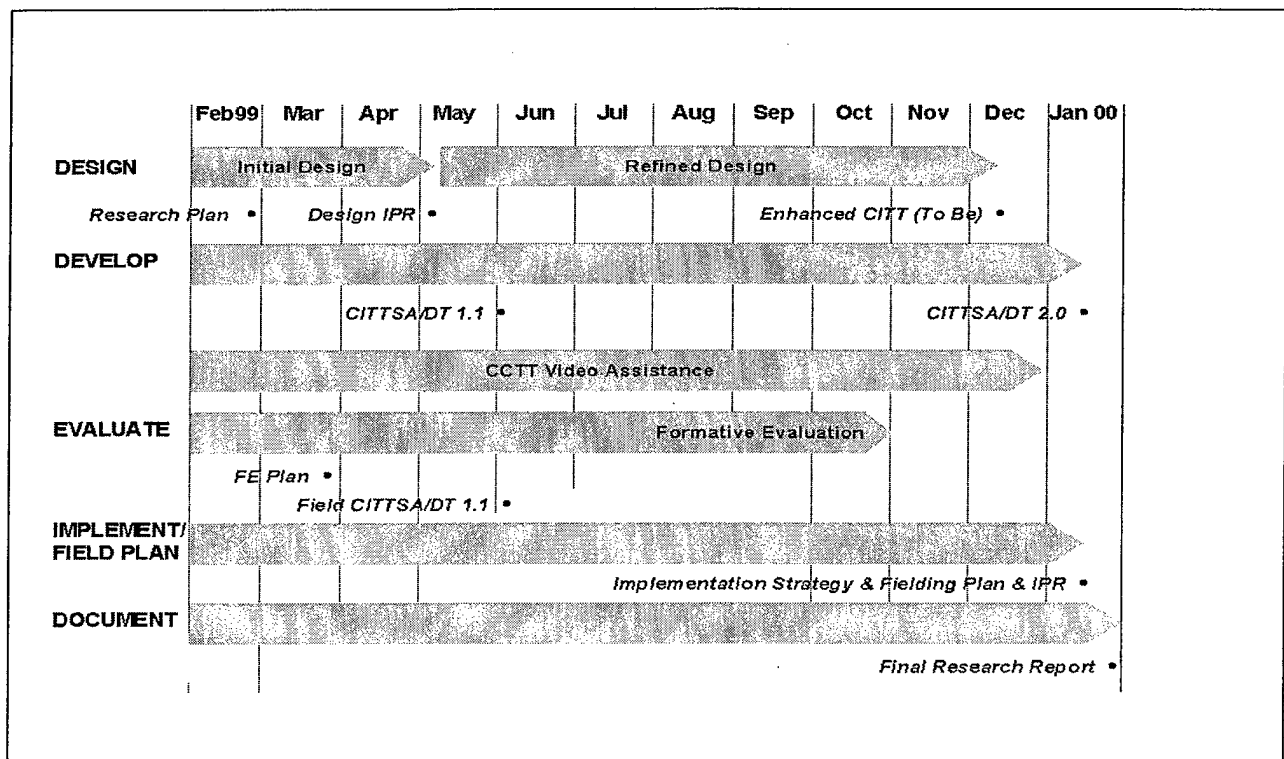 Feb99 Mar Apr May Jun Jul Aug Sep Oct Nov Dec Jan 00
DESIGN Initial Design Refined Design
Research Plan • Design IPR • Enhanced CITT (To Be) •
DEVELOP
CITTSA/DT 1.1 • CITTSA/DT 2.0 •
CCTT Video Assistance
EVALUATE Formative Evaluation
FE Plan •
Field CITTSA/DT 1.1 •
IMPLEMENT/
FIELD PLAN
Implementation Strategy & Fielding Plan & IPR •
DOCUMENT
Final Research Report •